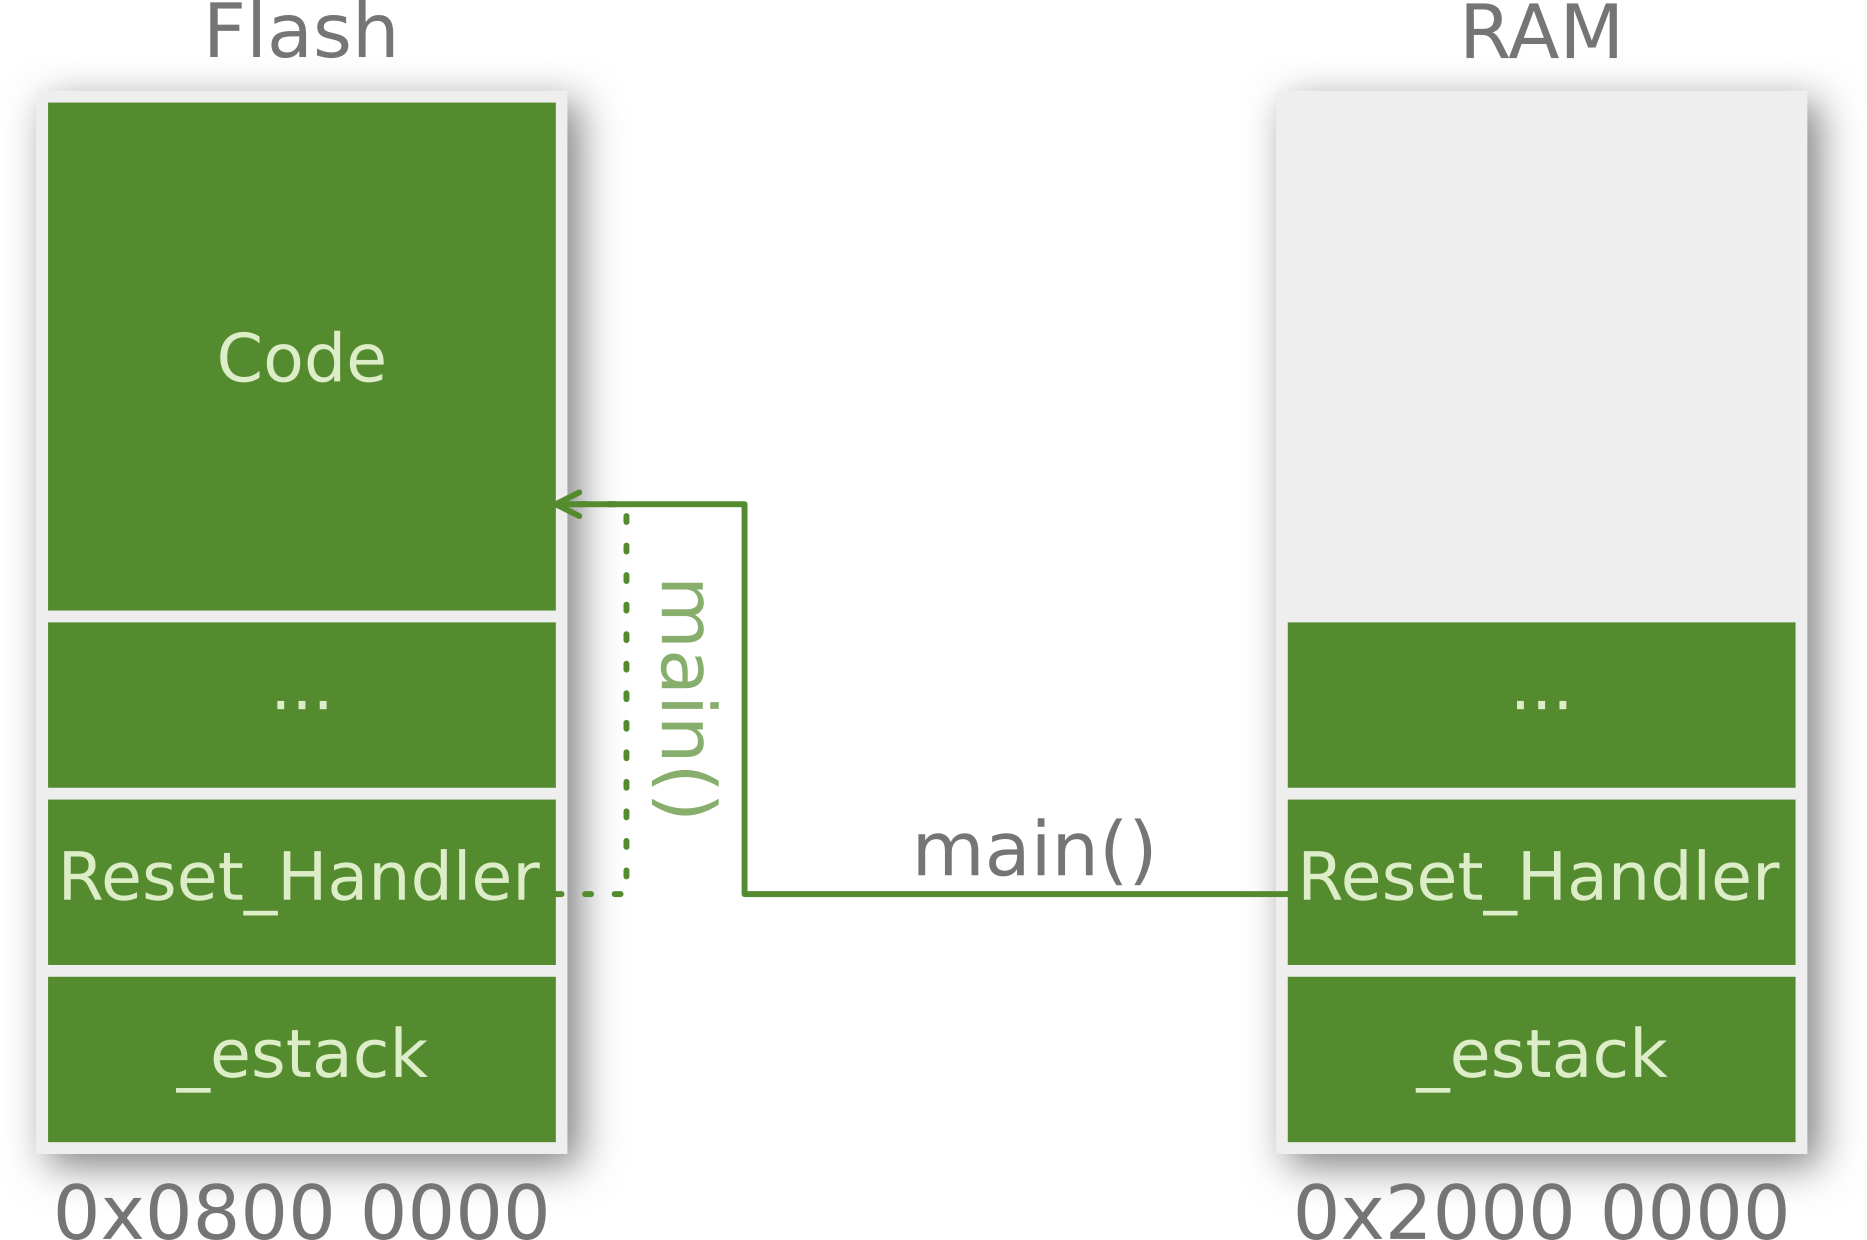 Flash
Code
...
Reset_Handler
_estack
0x0800 0000
main()
main()
RAM
...
Reset_Handler
_estack
0x2000 0000